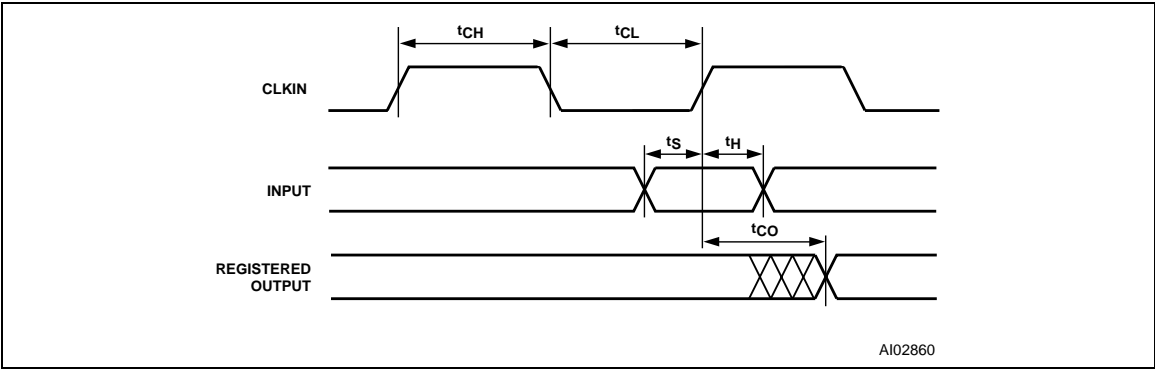 tCH
tCL
CLKIN
tS
tH
INPUT
tCO
REGISTERED
OUTPUT
AI02860